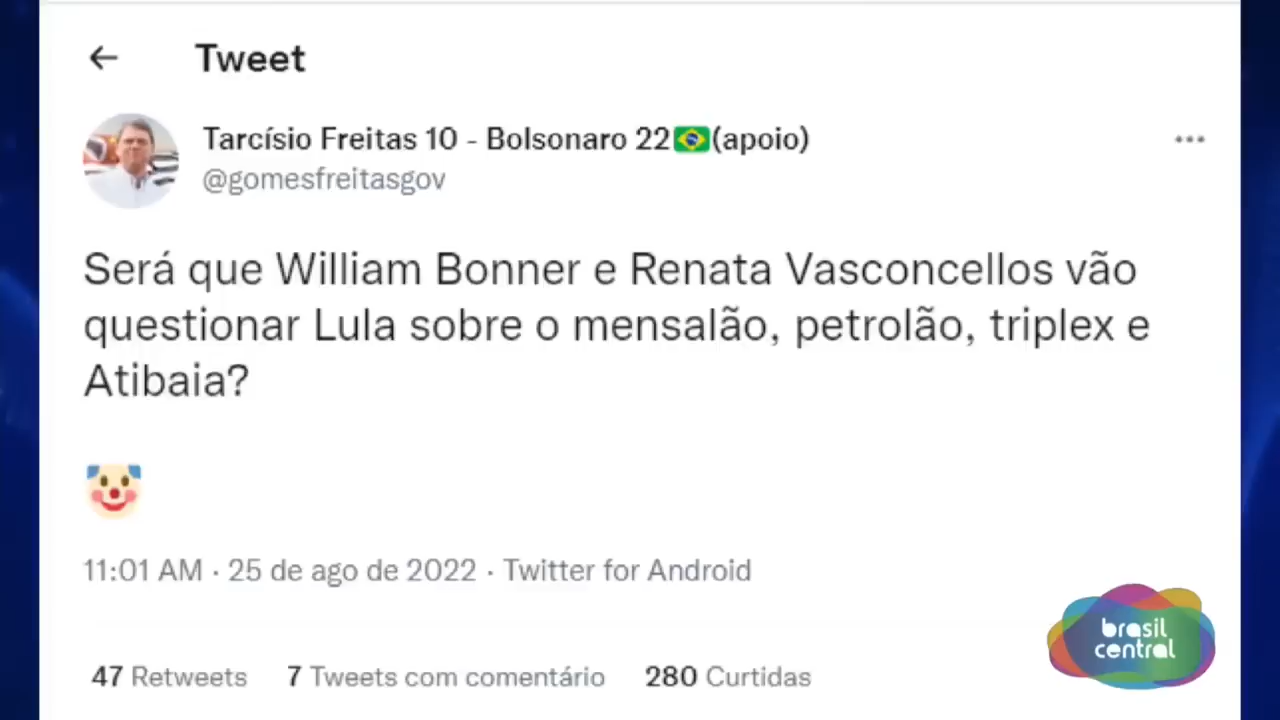 Tweet
Tarcísio Freitas 10 - Bolsonaro 22🇧🇷(apoio)
@gomesfreitasgov
Será que William Bonner e Renata Vasconcellos vão
questionar Lula sobre o mensalão, petrolão, triplex e
Atibaia?
🤡
11:01 AM · 25 de ago de 2022 · Twitter for Android
47 Retweets 7 Tweets com comentário 280 Curtidas
brasil
central